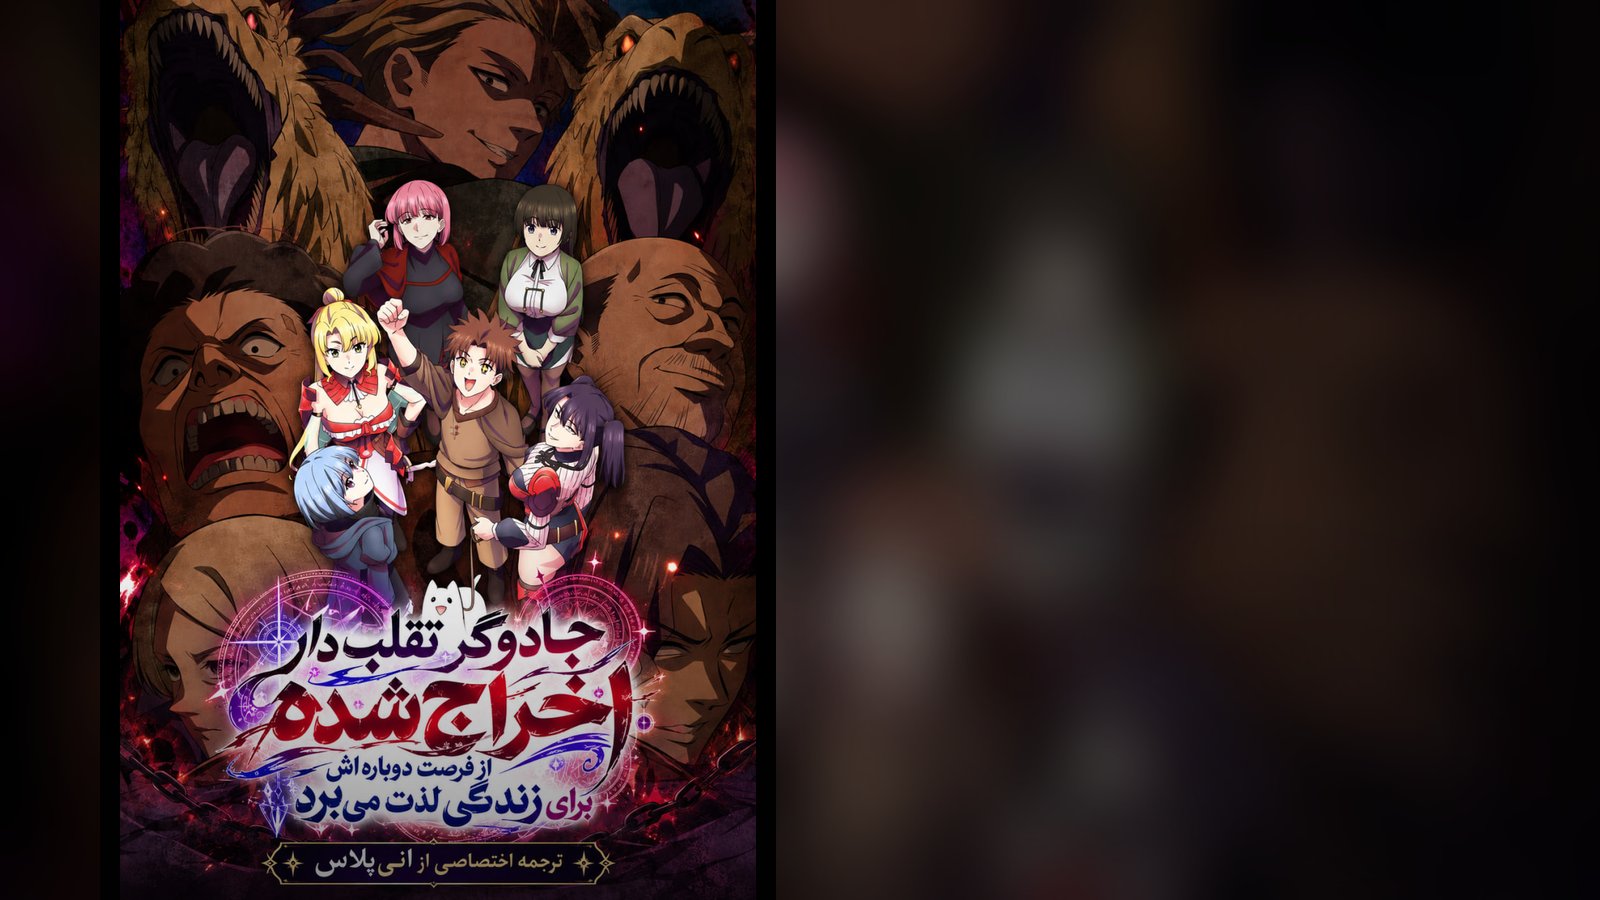 جادوگر تقلب دار
اخراج شده
از فرصت دوباره اش
برای زندگی لذت می برد
ترجمه اختصاصی از انی پلاس